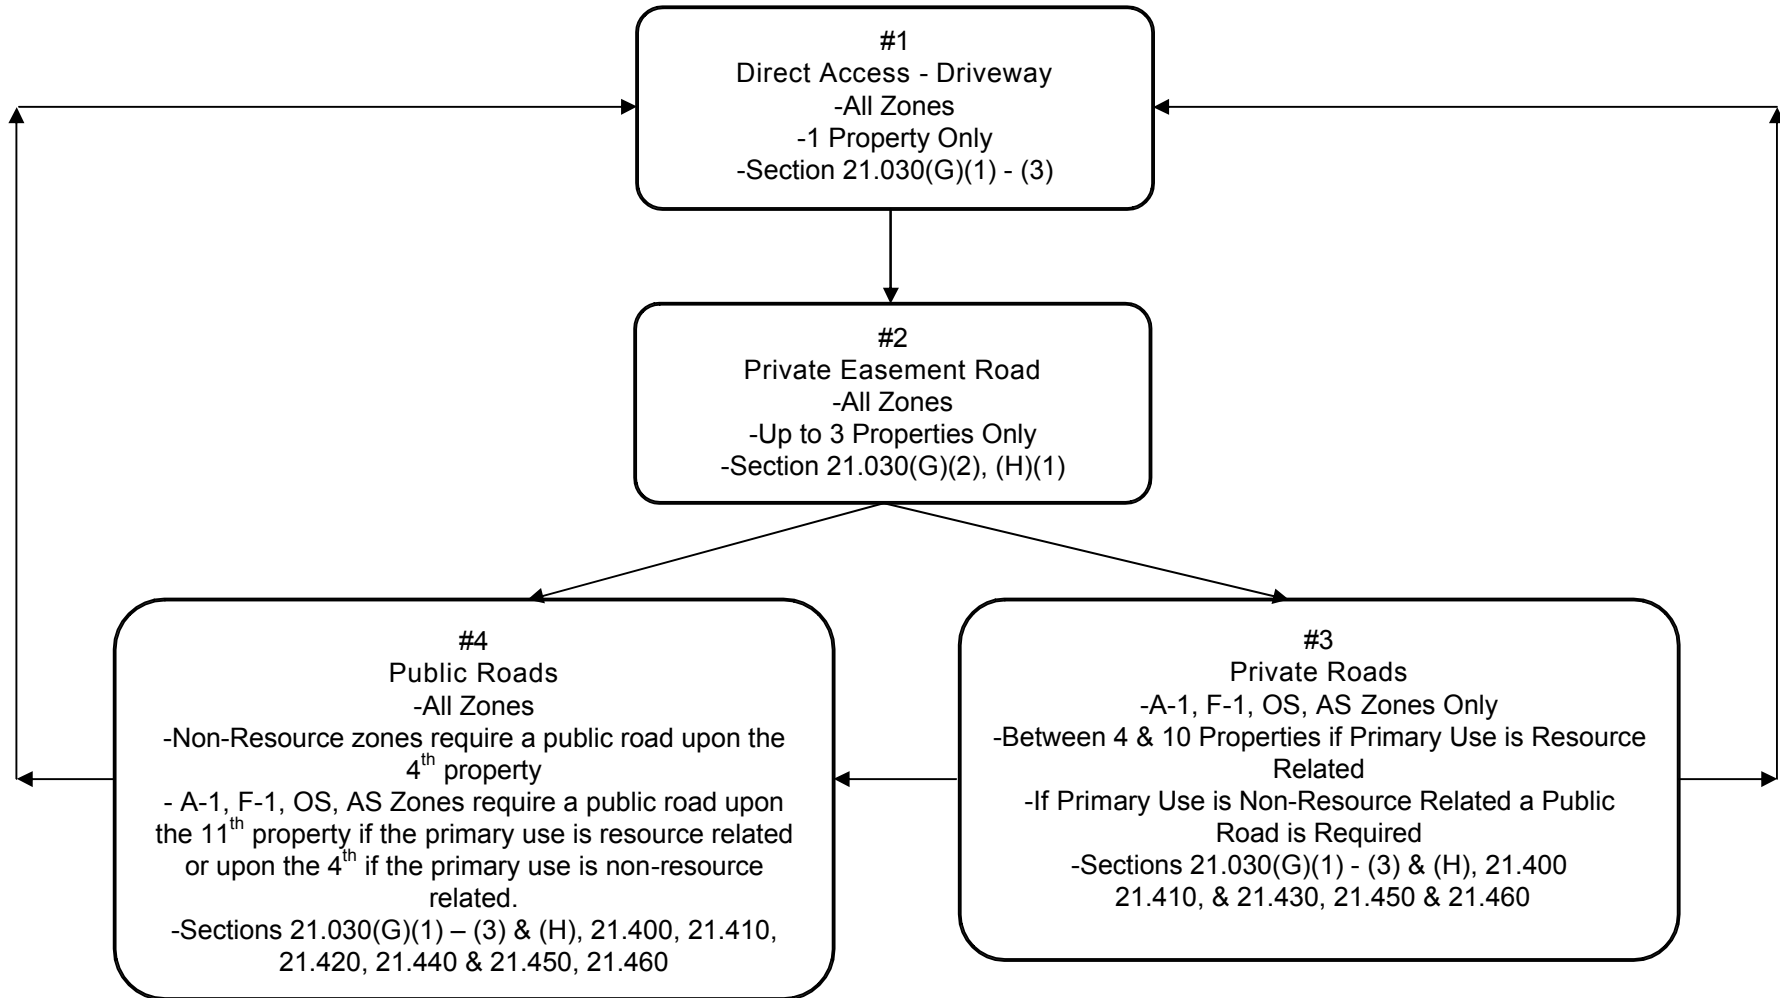 #1
Direct Access - Driveway
-All Zones
-1 Property Only
-Section 21.030(G)(1) - (3)
#2
Private Easement Road
-All Zones
-Up to 3 Properties Only
-Section 21.030(G)(2), (H)(1)
#4
Public Roads
-All Zones
-Non-Resource zones require a public road upon the
4th property
- A-1, F-1, OS, AS Zones require a public road upon
the 11th property if the primary use is resource related
or upon the 4th if the primary use is non-resource
related.
-Sections 21.030(G)(1) – (3) & (H), 21.400, 21.410,
21.420, 21.440 & 21.450, 21.460
#3
Private Roads
-A-1, F-1, OS, AS Zones Only
-Between 4 & 10 Properties if Primary Use is Resource
Related
-If Primary Use is Non-Resource Related a Public
Road is Required
-Sections 21.030(G)(1) - (3) & (H), 21.400
21.410, & 21.430, 21.450 & 21.460